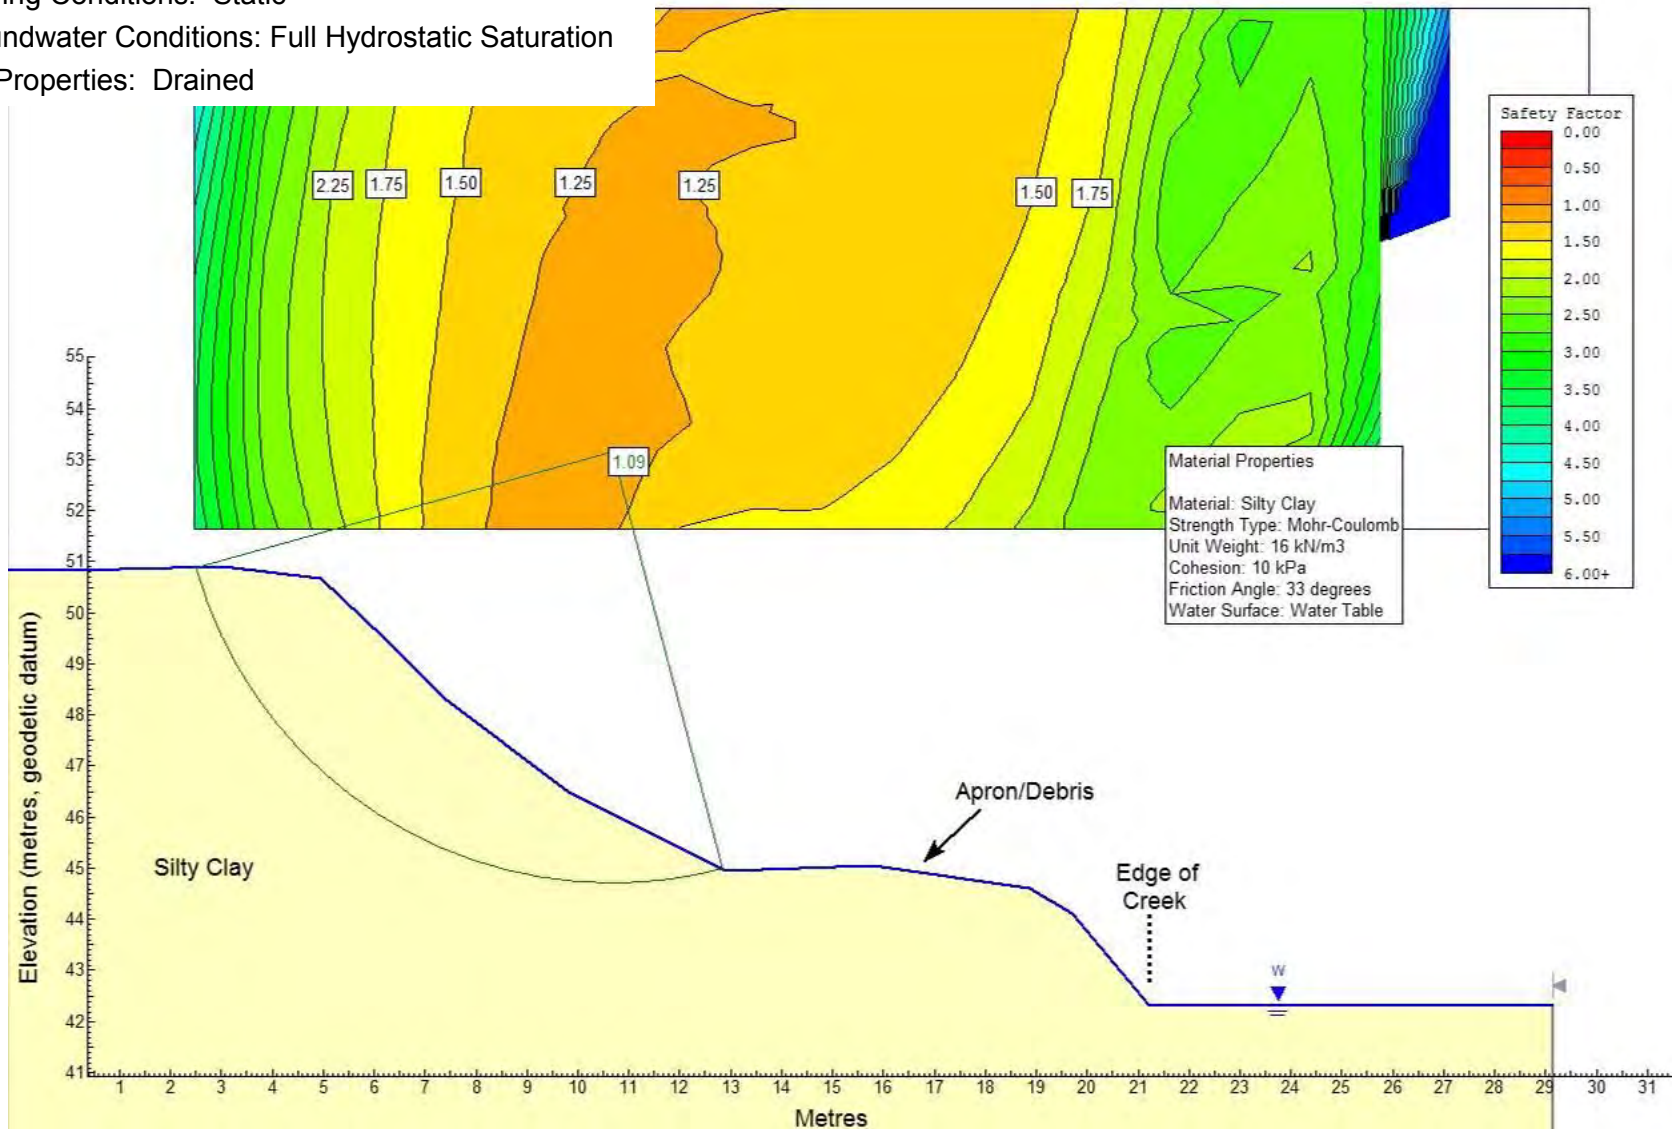 ing Conditions: Static
undwater Conditions: Full Hydrostatic Saturation
Properties: Drained
Safety Factor
0.00
0.50
1.00
1.50
2.00
2.50
3.00
3.50
4.00
4.50
5.00
5.50
6.00+
2.25
1.75
1.50
1.25
1.25
1.50
1.75
1.09
Material Properties
Material: Silty Clay
Strength Type: Mohr-Coulomb
Unit Weight: 16 kN/m3
Cohesion: 10 kPa
Friction Angle: 33 degrees
Water Surface: Water Table
Elevation (metres, geodetic datum)
55
54
53
52
51
50
49
48
47
46
45
44
43
42
41
Silty Clay
Apron/Debris
Edge of
Creek
W
1 2 3 4 5 6 7 8 9 10 11 12 13 14 15 16 17 18 19 20 21 22 23 24 25 26 27 28 29 30 31
Metres